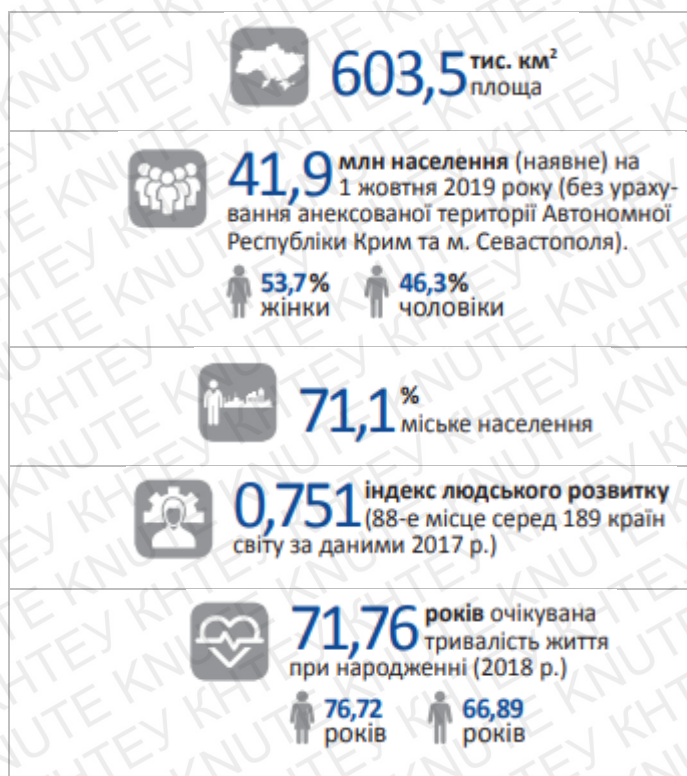 603,5 тис. км²
площа
41,9 млн населення (наявне) на
1 жовтня 2019 року (без ураху-
вання анексованої території Автономної
Республіки Крим та м. Севастополя).
53,7% 46,3%
жінки чоловіки
71,1 %
міське населення
0,751 індекс людського розвитку
(88-е місце серед 189 країн
світу за даними 2017 р.)
71,76 років очікувана
тривалість життя
при народженні (2018 р.)
76,72 66,89
років років